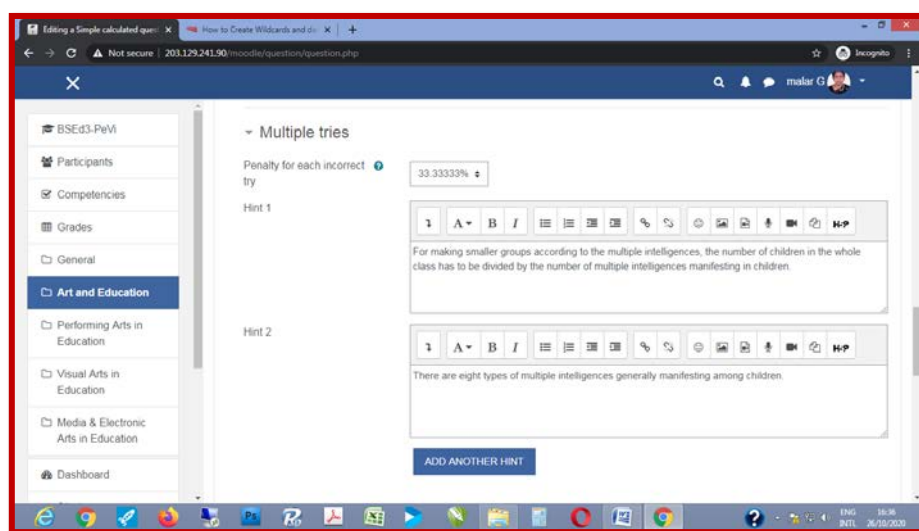 Editing a Simple calculated ques
How to Create Wildcards and di
Not secure
203.129.241.90/moodle/question/question.php
Incognito
malar G
BSEd3-PeVi
Participants
Competencies
Grades
General
Art and Education
Performing Arts in
Education
Visual Arts in
Education
Media & Electronic
Arts in Education
Dashboard
Multiple tries
Penalty for each incorrect
try
33.33333%
Hint 1
A B I H-P
For making smaller groups according to the multiple intelligences, the number of children in the whole
class has to be divided by the number of multiple intelligences manifesting in children.
Hint 2
A B I H-P
There are eight types of multiple intelligences generally manifesting among children.
ADD ANOTHER HINT
Ps
ENG
INTL
16:36
26/10/2020